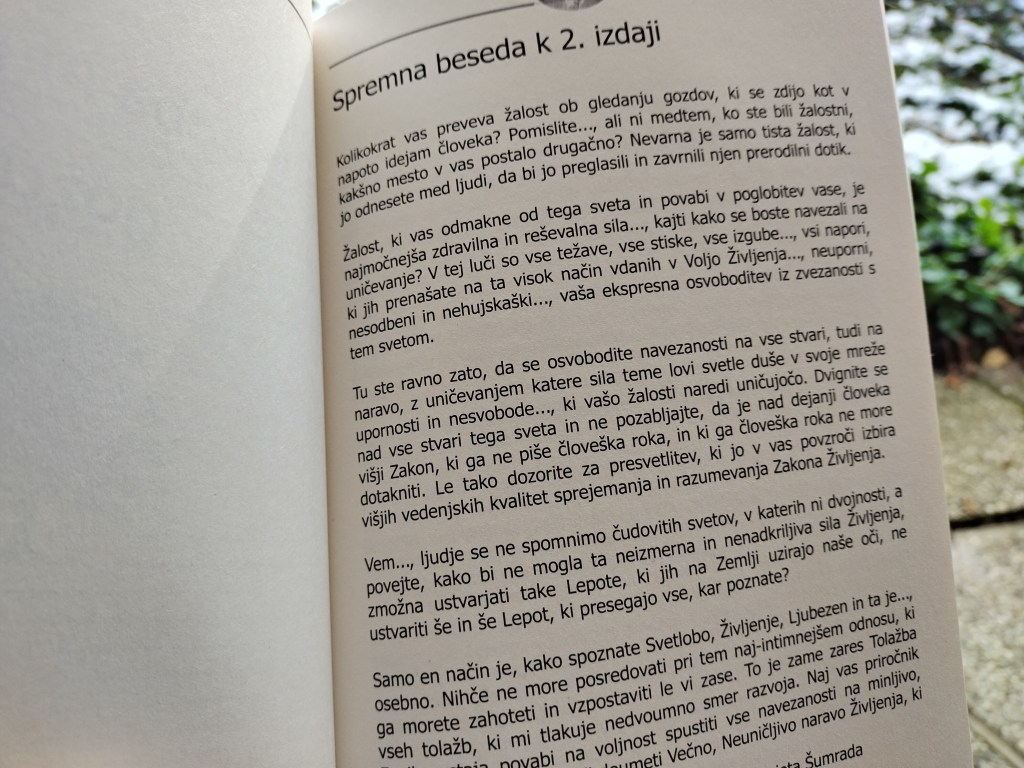 Spremna beseda k 2. izdaji
Kolikokrat vas preveva žalost ob gledanju gozdov, ki se zdijo kot v
napoto idejam človeka? Pomislite..., ali ni medtem, ko ste bili žalostni,
kakšno mesto v vas postalo drugačno? Nevarna je samo tista žalost, ki
jo odnesete med ljudi, da bi jo preglasili in zavrnili njen prerodilni dotik.
Žalost, ki vas odmakne od tega sveta in povabi v poglobitev vase, je
najmočnejša zdravilna in reševalna sila..., kajti kako se boste navezali na
uničevanje? V tej luči so vse težave, vse stiske, vse izgube..., vsi napori,
ki jih prenašate na ta visok način vdanih v Voljo Življenja..., neuporni,
nesodbeni in nehujskaški..., vaša ekspresna osvoboditev iz zvezanosti s
tem svetom.
Tu ste ravno zato, da se osvobodite navezanosti na vse stvari, tudi na
naravo, z uničevanjem katere sila teme lovi svetle duše v svoje mreže
upornosti in nesvobode..., ki vašo žalosti naredi uničujočo. Dvignite se
nad vse stvari tega sveta in ne pozabljajte, da je nad dejanji človeka
višji Zakon, ki ga ne piše človeška roka, in ki ga človeška roka ne more
dotakniti. Le tako dozorite za presvetlitev, ki jo v vas povzroči izbira
višjih vedenjskih kvalitet sprejemanja in razumevanja Zakona Življenja.
Vem..., ljudje se ne spomnimo čudovitih svetov, v katerih ni dvojnosti, a
povejte, kako bi ne mogla ta neizmerna in nenadkriljiva sila Življenja,
zmožna ustvarjati take Lepote, ki jih na Zemlji uzirajo naše oči, ne
ustvariti še in še Lepot, ki presegajo vse, kar poznate?
Samo en način je, kako spoznate Svetlobo, Življenje, Ljubezen in ta je...,
osebno. Nihče ne more posredovati pri tem naj-intimnejšem odnosu, ki
ga morete zahoteti in vzpostaviti le vi zase. To je zame zares Tolažba
vseh tolažb, ki mi tlakuje nedvoumno smer razvoja. Naj vas priročnik
povabi na voljnost spustiti vse navezanosti na minljivo,
Večno, Neuničljivo naravo Življenja, ki
Šumrada